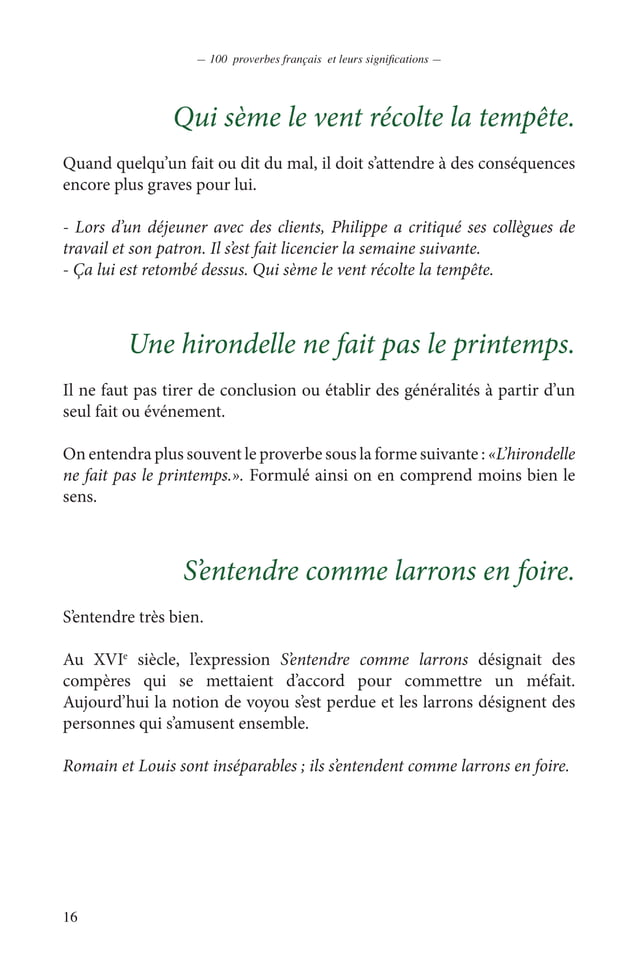 — 100 proverbes français et leurs significations —
Qui sème le vent récolte la tempête.
Quand quelqu’un fait ou dit du mal, il doit s’attendre à des conséquences
encore plus graves pour lui.
- Lors d’un déjeuner avec des clients, Philippe a critiqué ses collègues de
travail et son patron. Il s’est fait licencier la semaine suivante.
- Ça lui est retombé dessus. Qui sème le vent récolte la tempête.
Une hirondelle ne fait pas le printemps.
Il ne faut pas tirer de conclusion ou établir des généralités à partir d’un
seul fait ou événement.
On entendra plus souvent le proverbe sous la forme suivante : «L’hirondelle
ne fait pas le printemps.». Formulé ainsi on en comprend moins bien le
sens.
S’entendre comme larrons en foire.
S’entendre très bien.
Au XVIe siècle, l’expression S’entendre comme larrons désignait des
compères qui se mettaient d’accord pour commettre un méfait.
Aujourd’hui la notion de voyou s’est perdue et les larrons désignent des
personnes qui s’amusent ensemble.
Romain et Louis sont inséparables ; ils s’entendent comme larrons en foire.
16